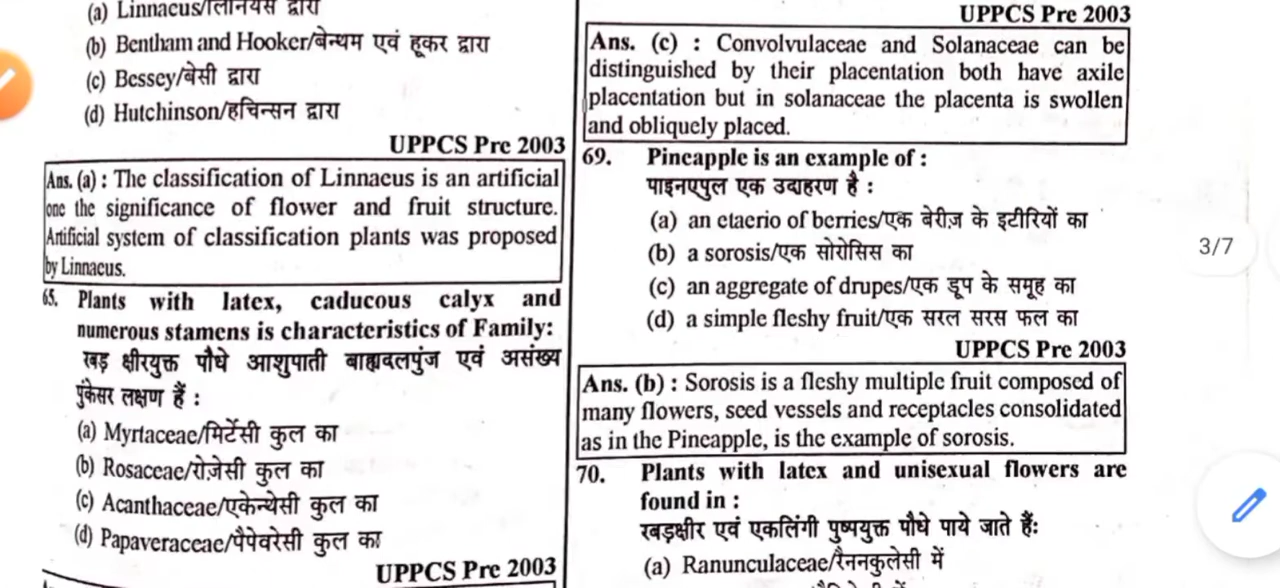 (a) Linnaeus/लिनियस द्वारा
(b) Bentham and Hooker/बेन्थम एवं हूकर द्वारा
(c) Bessey/बेसी द्वारा
(d) Hutchinson/हचिन्सन द्वारा
UPPCS Pre 2003
Ans. (a) : The classification of Linnaeus is an artificial
one the significance of flower and fruit structure.
Artificial system of classification plants was proposed
by Linnaeus.
65. Plants with latex, caducous calyx and
numerous stamens is characteristics of Family:
रबड़ क्षीरयुक्त पौधे आशुपाती बाह्यदलपुंज एवं असंख्य
पुंकेसर लक्षण हैं :
(a) Myrtaceae/मिर्टेसी कुल का
(b) Rosaceae/रोज़ेसी कुल का
(c) Acanthaceae/एकेन्थेसी कुल का
(d) Papaveraceae/पैपेवरेसी कुल का
UPPCS Pre 2003
UPPCS Pre 2003
Ans. (c) : Convolvulaceae and Solanaceae can be
distinguished by their placentation both have axile
placentation but in solanaceae the placenta is swollen
and obliquely placed.
69. Pineapple is an example of :
पाइनएपुल एक उदाहरण है :
(a) an etaerio of berries/एक बेरीज़ के इटीरियों का
(b) a sorosis/एक सोरोसिस का
(c) an aggregate of drupes/एक ड्रूप के समूह का
(d) a simple fleshy fruit/एक सरल सरस फल का
UPPCS Pre 2003
Ans. (b) : Sorosis is a fleshy multiple fruit composed of
many flowers, seed vessels and receptacles consolidated
as in the Pineapple, is the example of sorosis.
70. Plants with latex and unisexual flowers are
found in :
रबड़क्षीर एवं एकलिंगी पुष्पयुक्त पौधे पाये जाते हैं:
(a) Ranunculaceae/रैननकुलेसी में
3/7